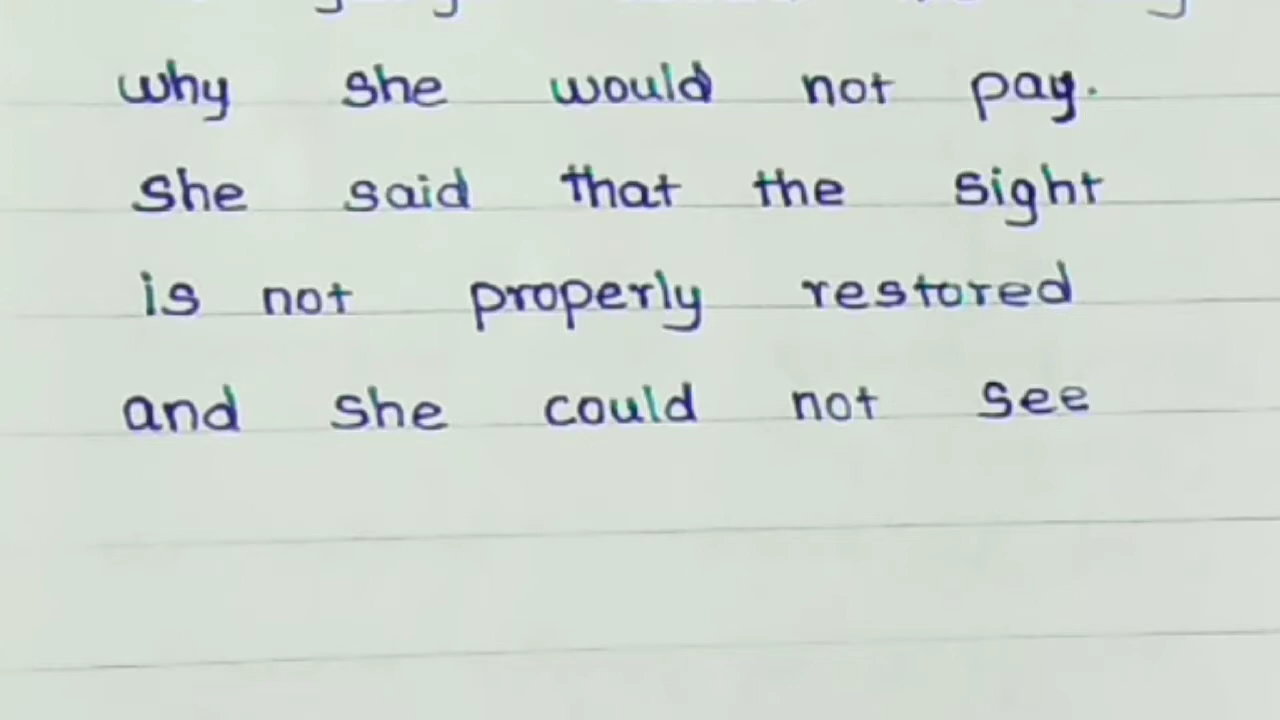 why she would not pay.
She said that the sight
is not properly restored
and she could not see